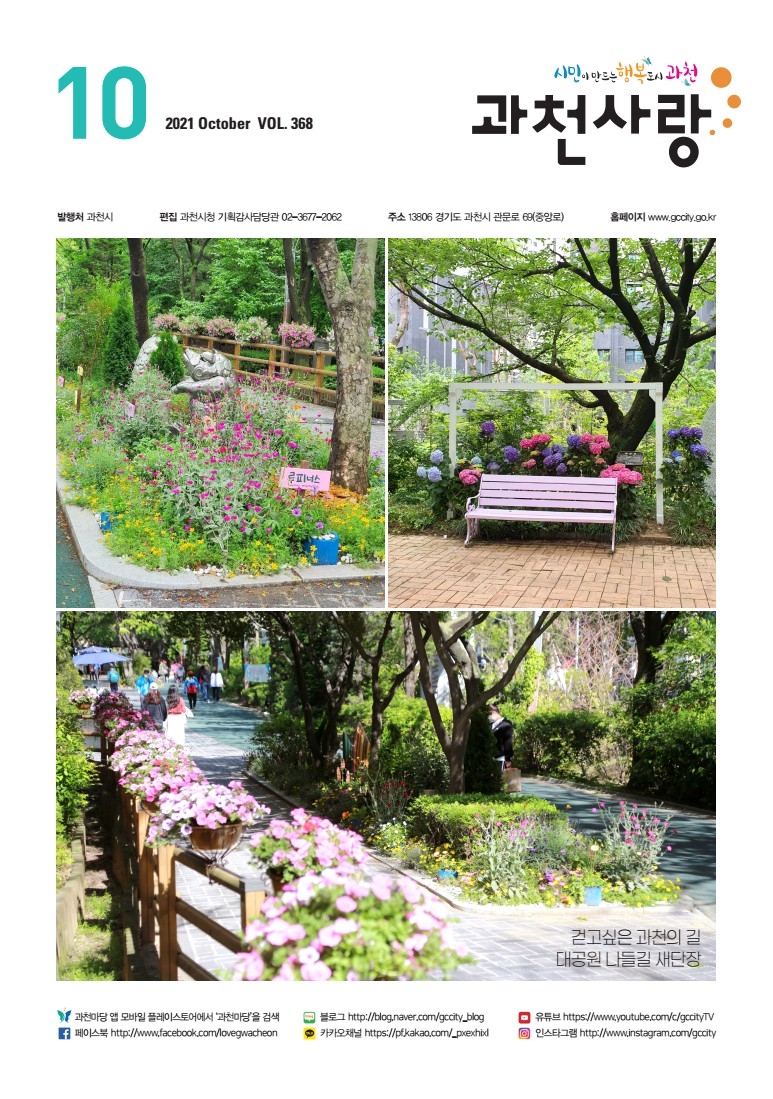 10
2021 October VOL. 368
시민이 만드는 행복도시 과천
과천사랑
발행처 과천시 편집 과천시청 기획감사담당관 02-3677-2062 주소 13806 경기도 과천시 관문로 69(중앙로) 홈페이지 www.gccity.go.kr
루피너스
걷고싶은 과천의 길
대공원 나들길 새단장
과천마당 앱 모바일 플레이스토어에서 '과천마당'을 검색 블로그 http://blog.naver.com/gccity_blog 유튜브 https://www.youtube.com/c/gccityTV
페이스북 http://www.facebook.com/lovegwacheon 카카오채널 https://pf.kakao.com/_pxexhixl 인스타그램 http://www.instagram.com/gccity